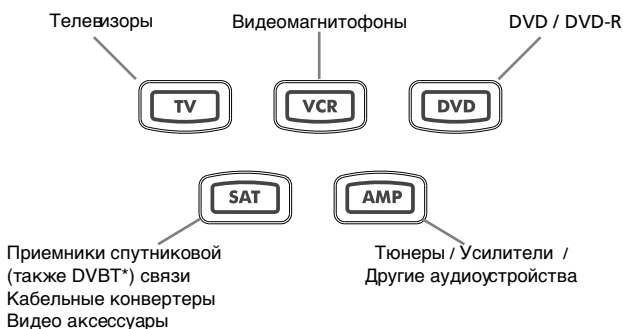 Телевизоры
Видеомагнитофоны
DVD / DVD-R
TV
VCR
DVD
SAT
AMP
Приемники спутниковой
(также DVBT*) связи
Кабельные конвертеры
Видео аксессуары
Тюнеры / Усилители /
Другие аудиоустройства